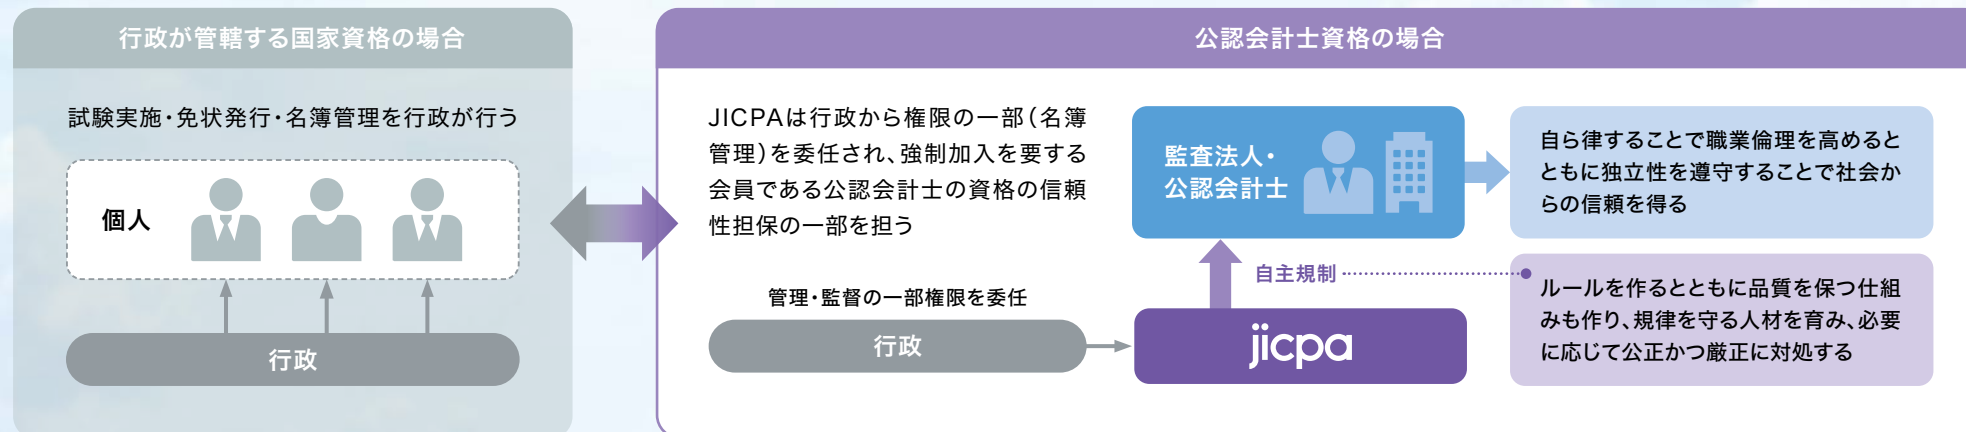 行政が管轄する国家資格の場合
試験実施・免状発行・名簿管理を行政が行う
個人
行政
公認会計士資格の場合
JICPAは行政から権限の一部（名簿
管理）を委任され、強制加入を要する
会員である公認会計士の資格の信頼
性担保の一部を担う
管理・監督の一部権限を委任
行政
監査法人・
公認会計士
自主規制
jicpa
自ら律することで職業倫理を高めると
ともに独立性を遵守することで社会か
らの信頼を得る
ルールを作るとともに品質を保つ仕組
みも作り、規律を守る人材を育み、必要
に応じて公正かつ厳正に対処する